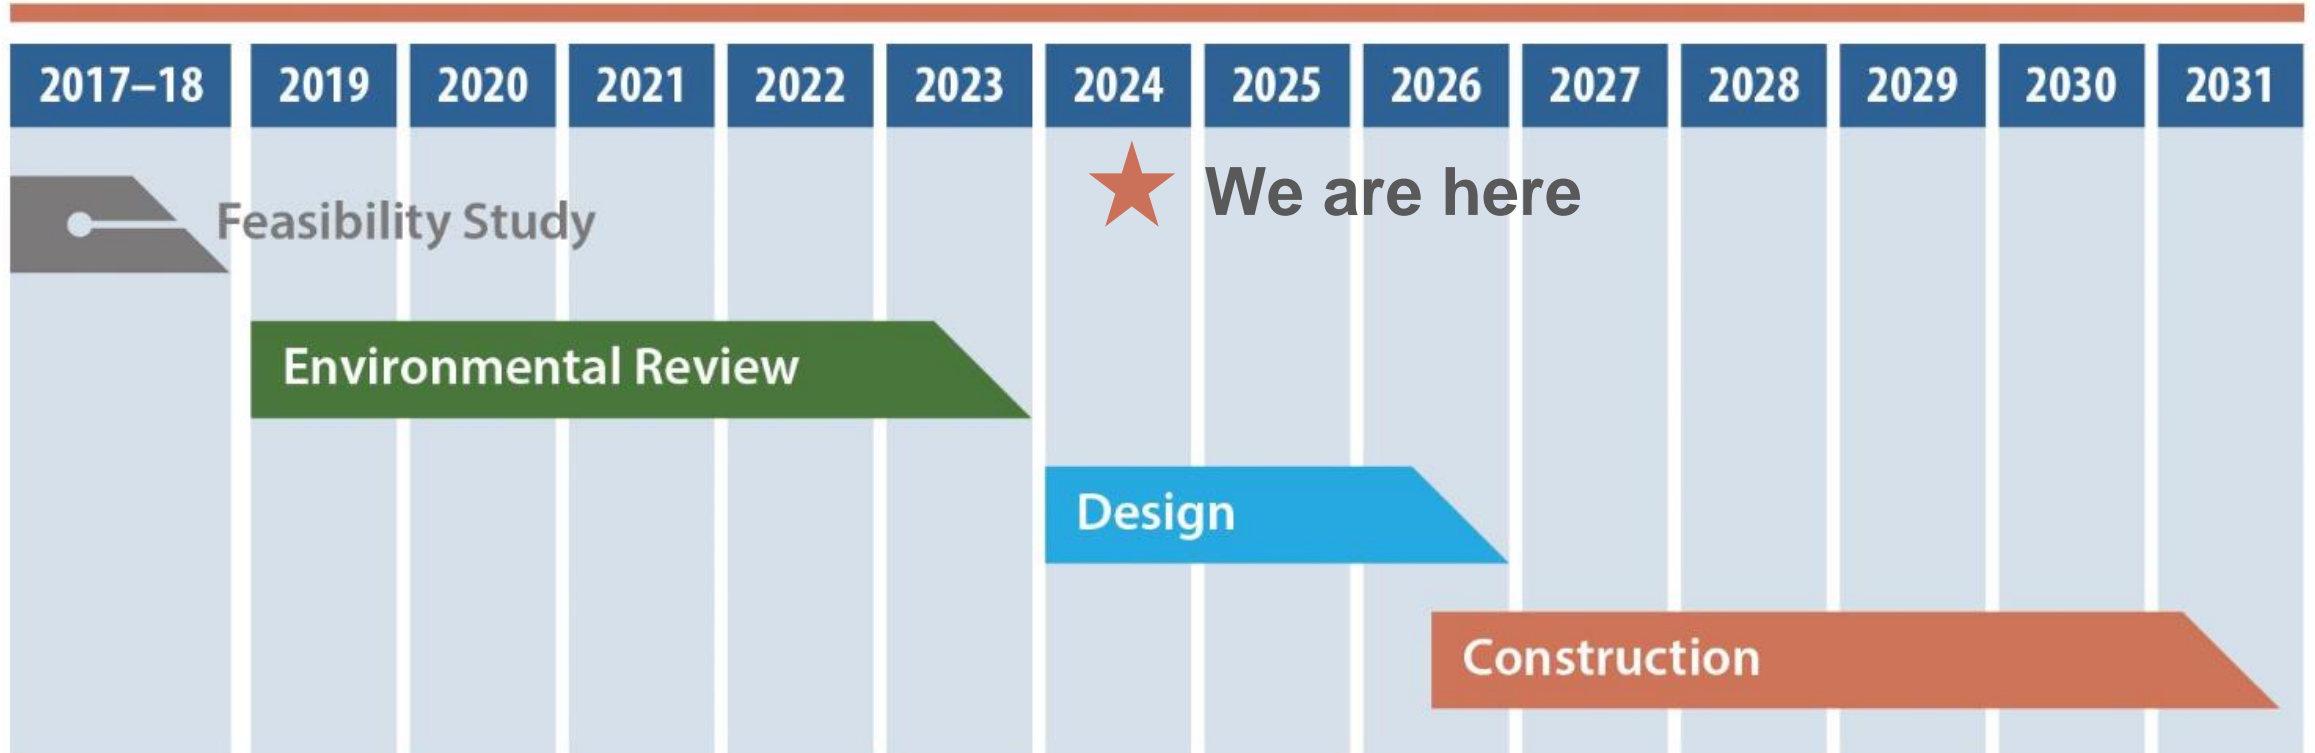 2017–18 2019 2020 2021 2022 2023 2024 2025 2026 2027 2028 2029 2030 2031
We are here
Feasibility Study
Environmental Review
Design
Construction